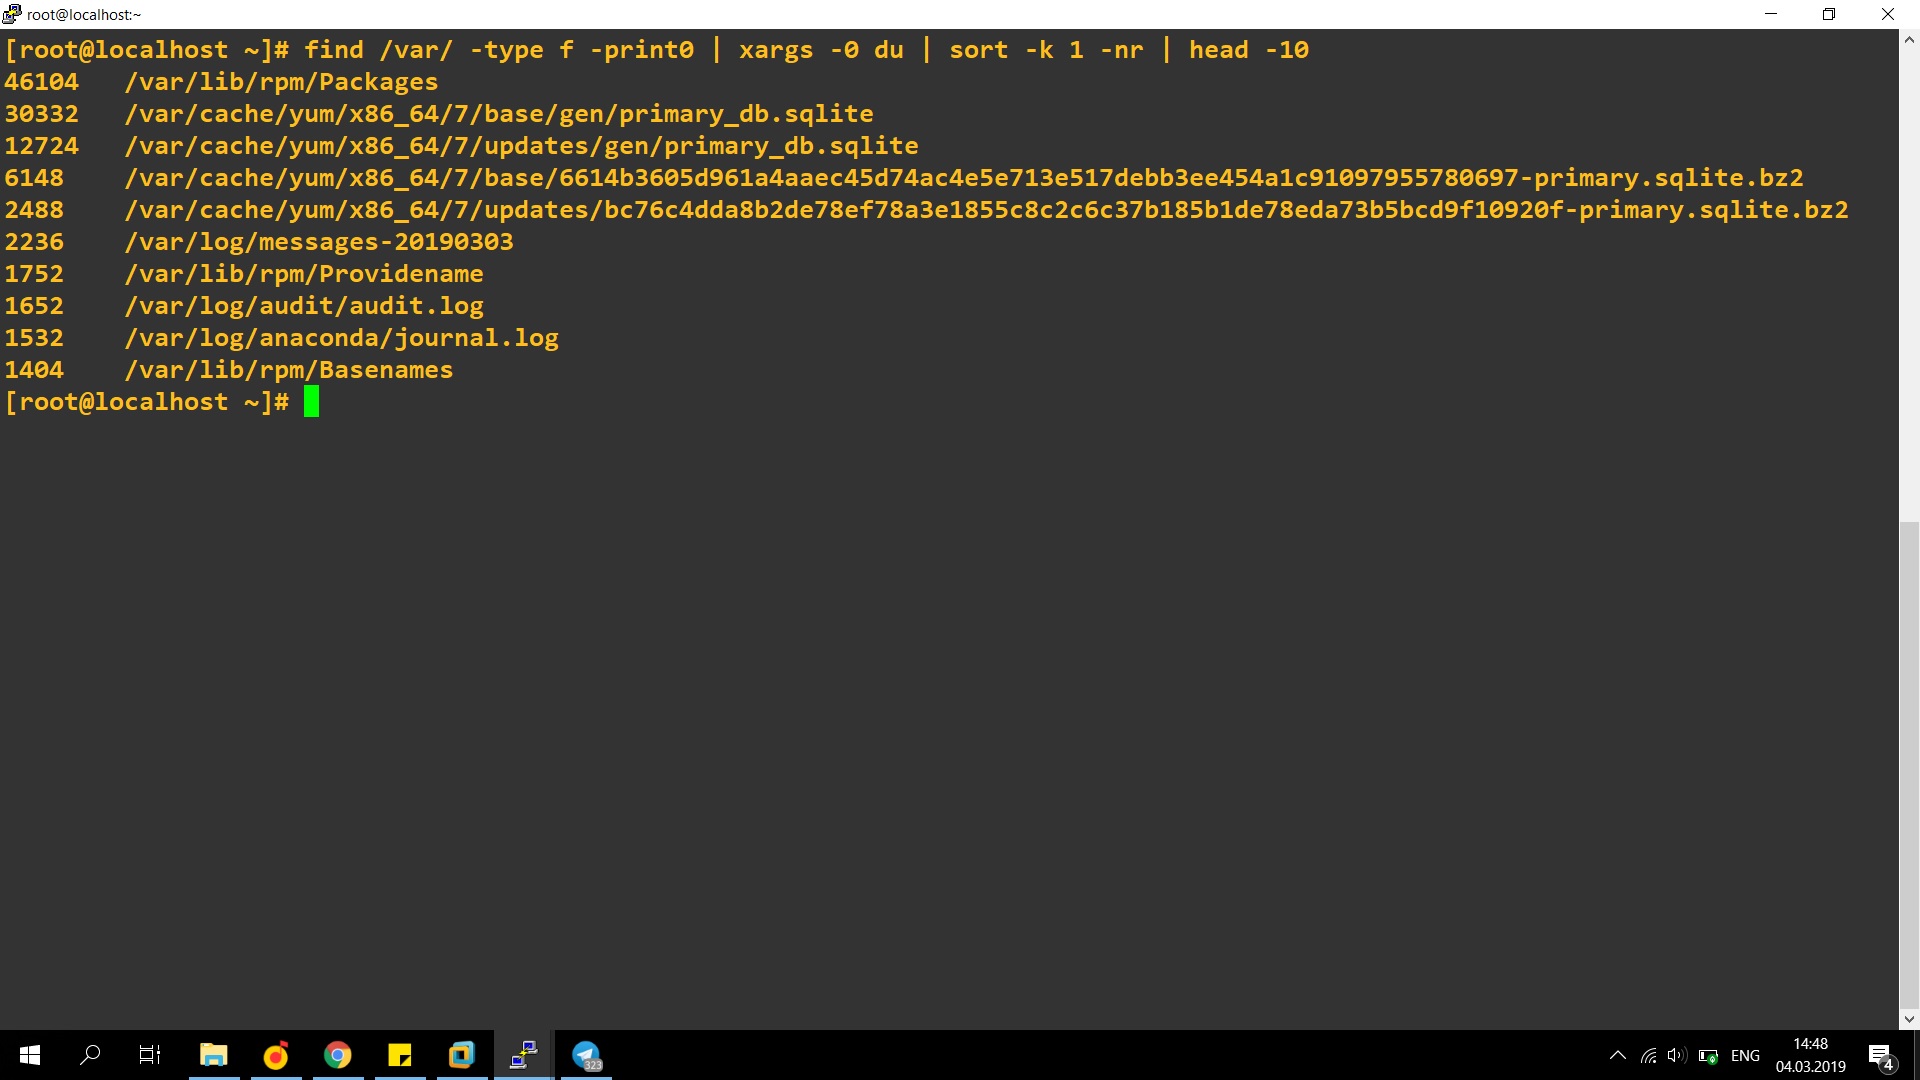 root@localhost:~
[root@localhost ~]# find /var/ -type f -print0 | xargs -0 du | sort -k 1 -nr | head -10
46104   /var/lib/rpm/Packages
30332   /var/cache/yum/x86_64/7/base/gen/primary_db.sqlite
12724   /var/cache/yum/x86_64/7/updates/gen/primary_db.sqlite
6148    /var/cache/yum/x86_64/7/base/6614b3605d961a4aaec45d74ac4e5e713e517debb3ee454a1c91097955780697-primary.sqlite.bz2
2488    /var/cache/yum/x86_64/7/updates/bc76c4dda8b2de78ef78a3e1855c8c2c6c37b185b1de78eda73b5bcd9f10920f-primary.sqlite.bz2
2236    /var/log/messages-20190303
1752    /var/lib/rpm/Providename
1652    /var/log/audit/audit.log
1532    /var/log/anaconda/journal.log
1404    /var/lib/rpm/Basenames
[root@localhost ~]#
323
ENG
14:48
04.03.2019
4